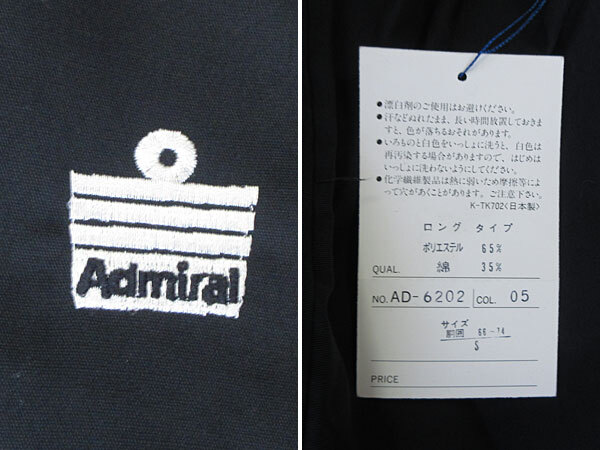 Admiral
●漂白剤のご使用はお避けください。
●汗などぬれたまま、長い時間放置しておきま
すと、色が落ちるおそれがあります。
●いろものと白色をいっしょに洗うと、白色は
再汚染する場合がありますので、はじめは
いっしょに洗わないようにしてください。
●化学繊維製品は熱に弱いため摩擦等によ
って穴があくことがあります。ご注意下さい。
K-TK702<日本製>
ロング タイプ
ポリエステル 65%
QUAL. 綿 35%
NO. AD-6202 COL. 05
サイズ
胴囲 66-74
S
PRICE